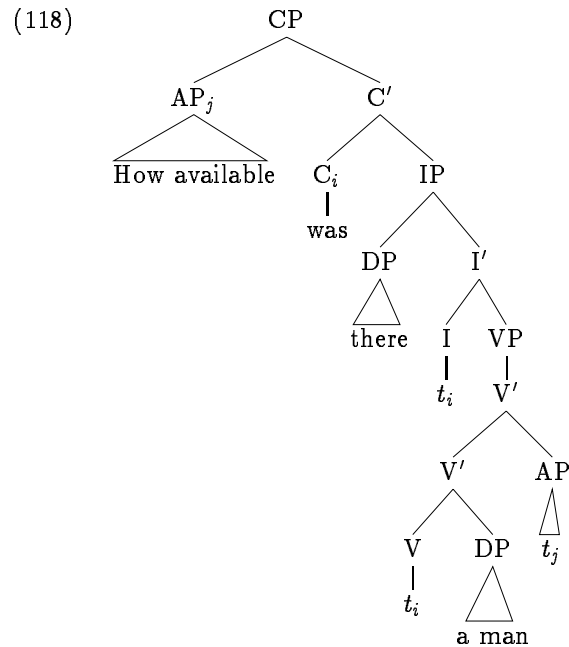 (118) CP
AP_j C′
How available C_i IP
was
DP I′
there I VP
t_i V′
V′ AP
V DP t_j
t_i
a man